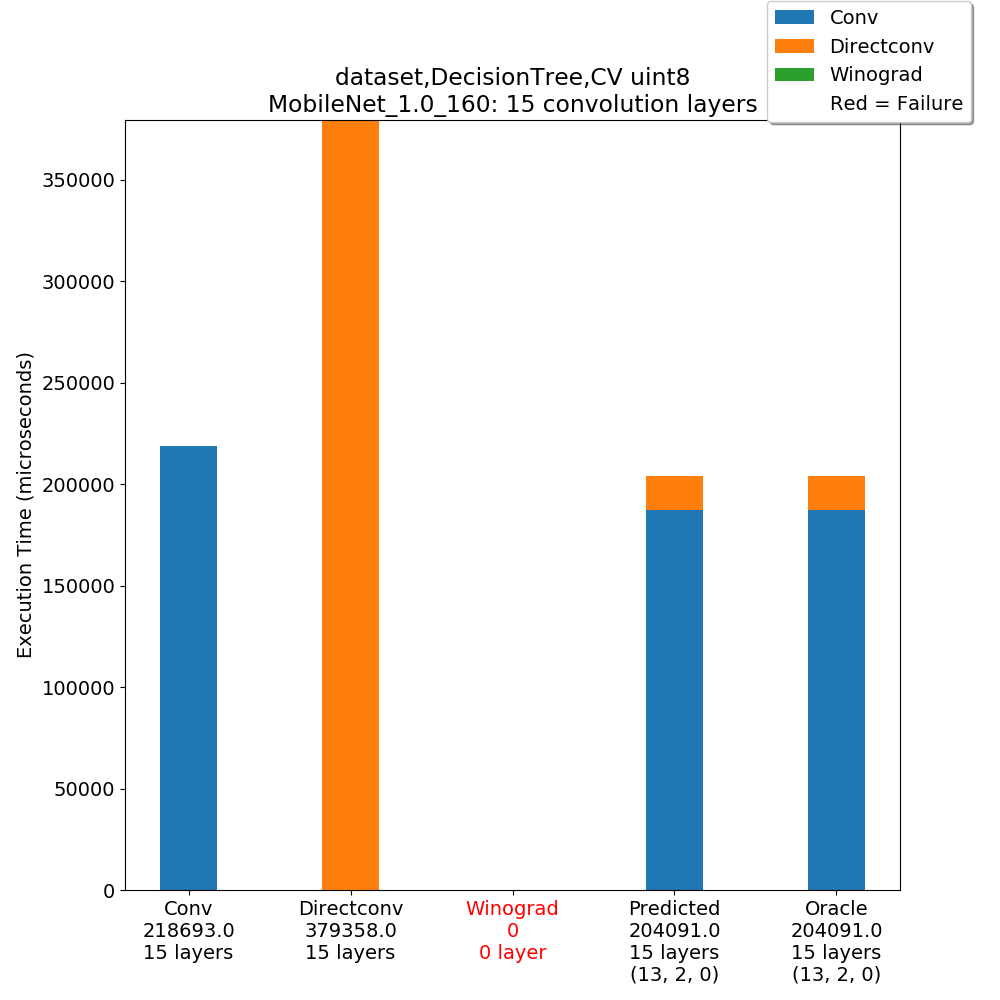 Conv
Directconv
Winograd
Red = Failure
dataset,DecisionTree,CV uint8
MobileNet_1.0_160: 15 convolution layers
Execution Time (microseconds)
350000
300000
250000
200000
150000
100000
50000
0
Conv
218693.0
15 layers
Directconv
379358.0
15 layers
Winograd
0
0 layer
Predicted
204091.0
15 layers
(13, 2, 0)
Oracle
204091.0
15 layers
(13, 2, 0)